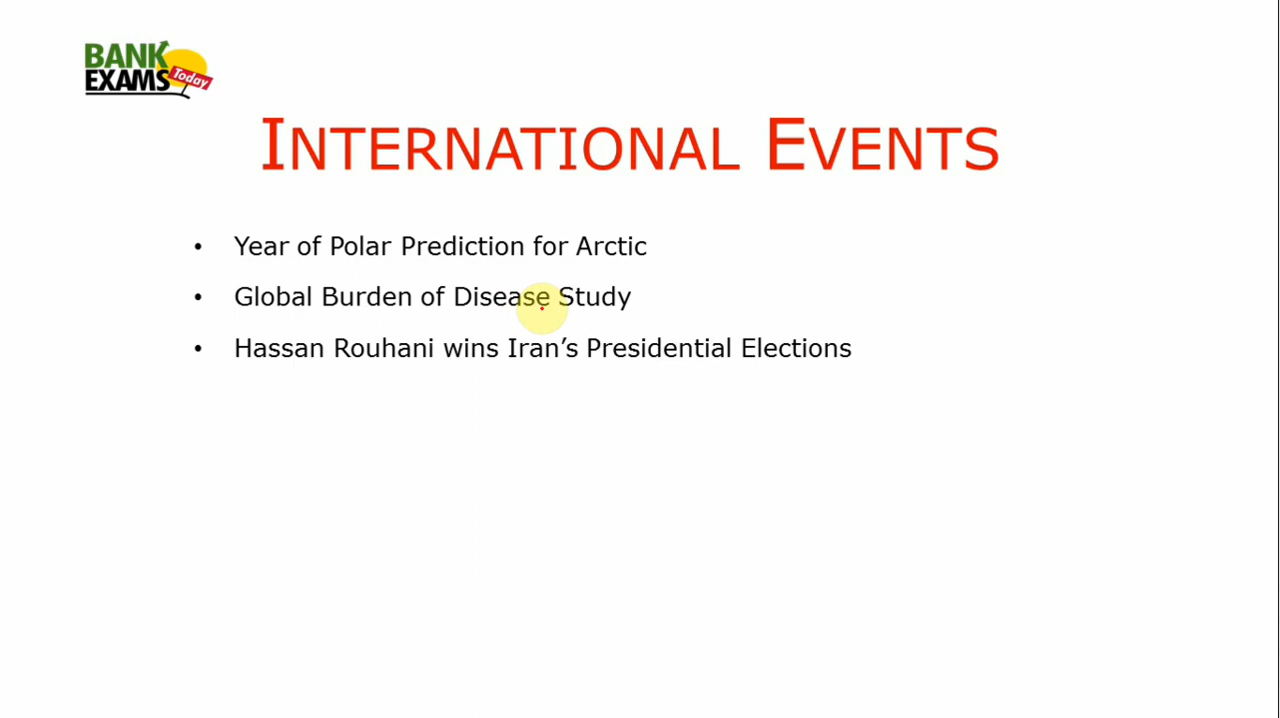 BANK
EXAMS Today
INTERNATIONAL EVENTS
• Year of Polar Prediction for Arctic
• Global Burden of Disease Study
• Hassan Rouhani wins Iran’s Presidential Elections